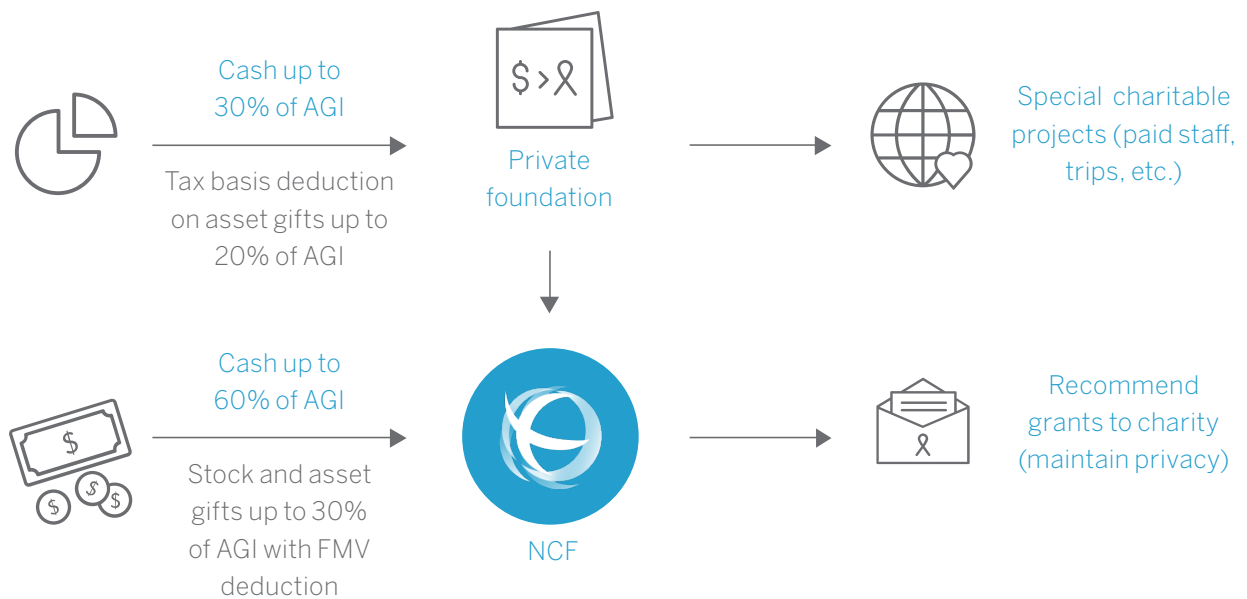 Cash up to
30% of AGI
Tax basis deduction
on asset gifts up to
20% of AGI
$ >
Private
foundation
Special charitable
projects (paid staff,
trips, etc.)
Cash up to
60% of AGI
$
$
$
$
Stock and asset
gifts up to 30%
of AGI with FMV
deduction
NCF
Recommend
grants to charity
(maintain privacy)